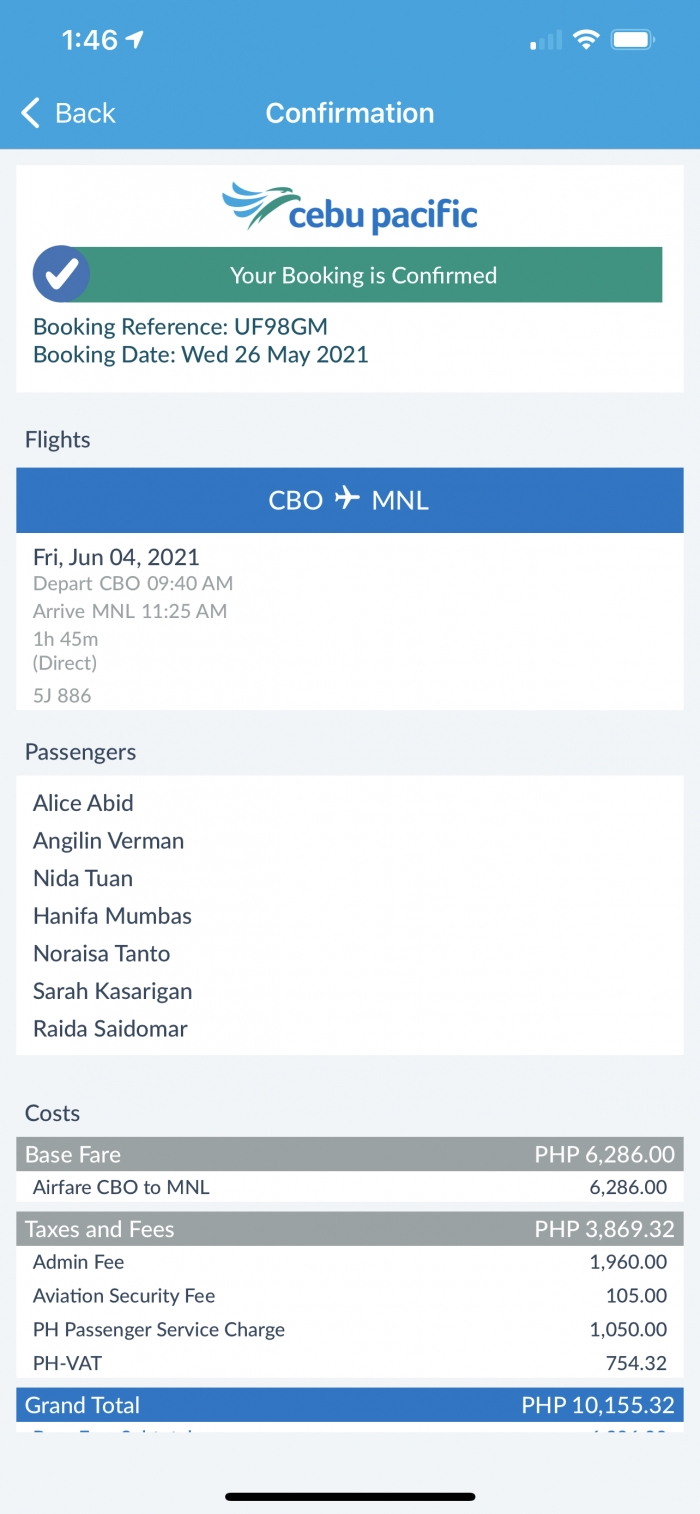 1:46
Back
Confirmation
cebu pacific
Your Booking is Confirmed
Booking Reference: UF98GM
Booking Date: Wed 26 May 2021
Flights
CBO MNL
Fri, Jun 04, 2021
Depart CBO 09:40 AM
Arrive MNL 11:25 AM
1h 45m
(Direct)
5J 886
Passengers
Alice Abid
Angilin Verman
Nida Tuan
Hanifa Mumbas
Noraisa Tanto
Sarah Kasarigan
Raida Saidomar
Costs
Base Fare PHP 6,286.00
Airfare CBO to MNL 6,286.00
Taxes and Fees PHP 3,869.32
Admin Fee 1,960.00
Aviation Security Fee 105.00
PH Passenger Service Charge 1,050.00
PH-VAT 754.32
Grand Total PHP 10,155.32